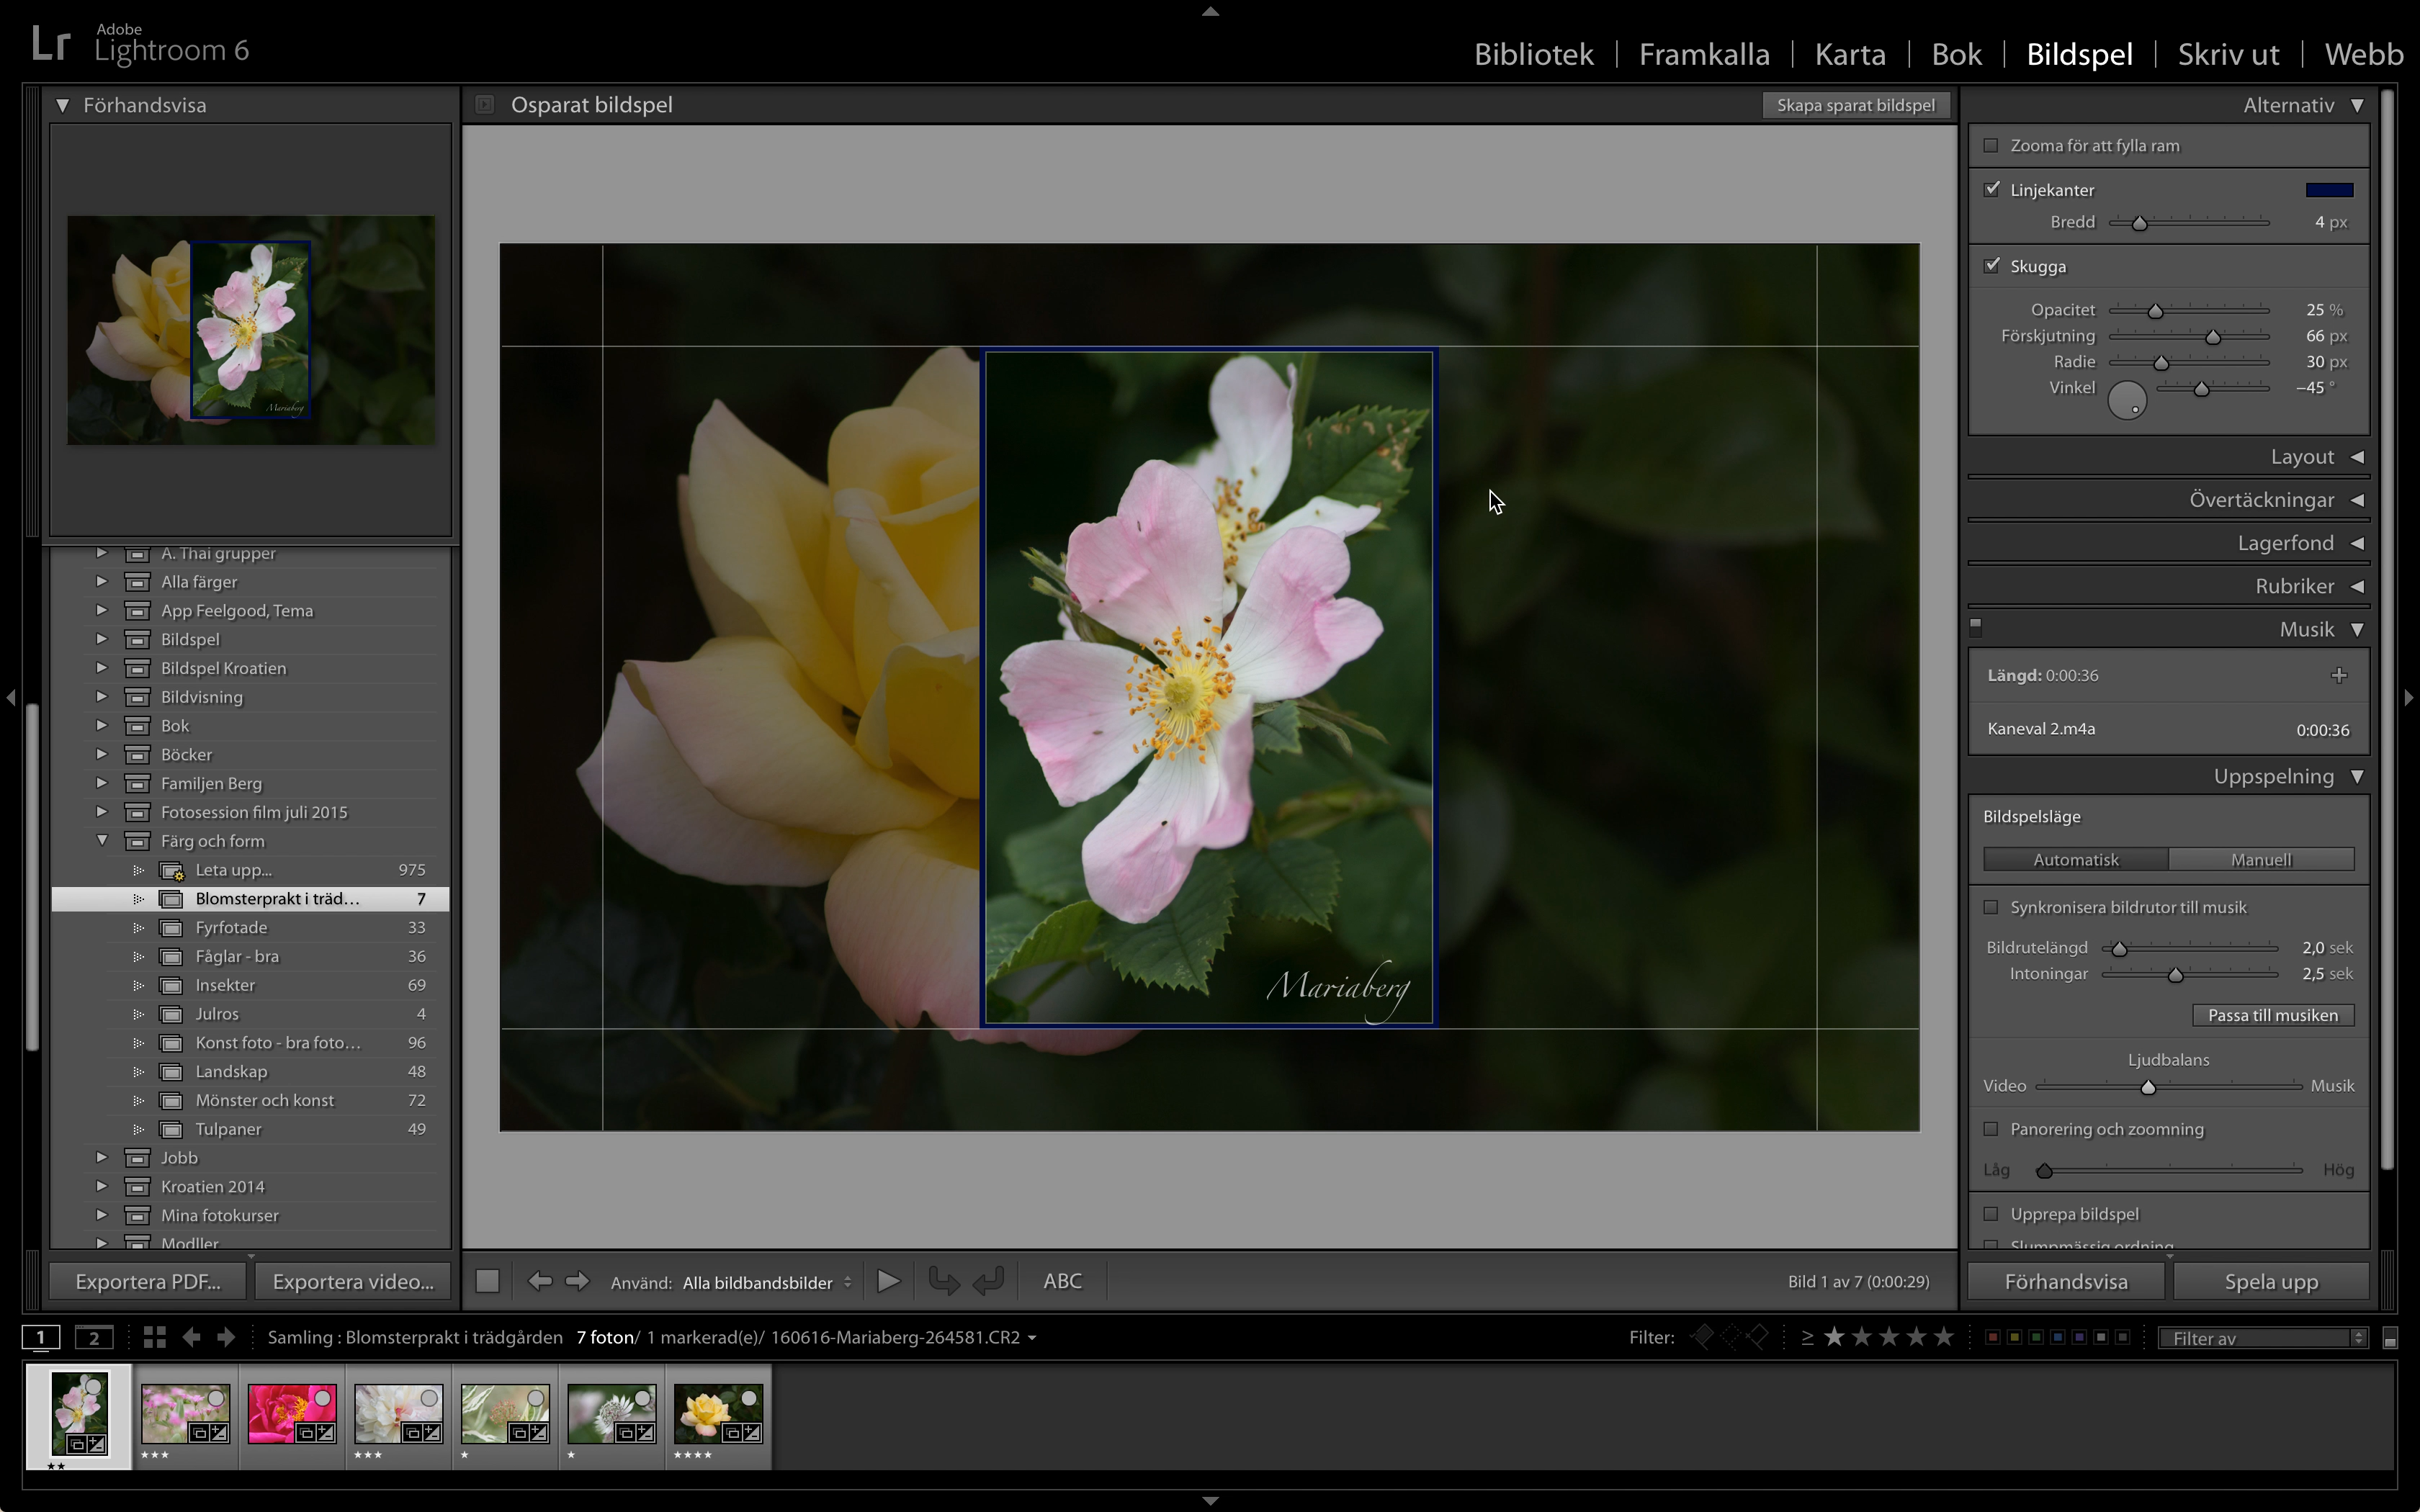 Lr Adobe
Lightroom 6
Bibliotek | Framkalla | Karta | Bok | Bildspel | Skriv ut | Webb
Förhandsvisa
A. Thai grupper
Alla färger
App Feelgood, Tema
Bildspel
Bildspel Kroatien
Bildvisning
Bok
Böcker
Familjen Berg
Fotosession film juli 2015
Färg och form
Leta upp... 975
Blomsterprakt i träd... 7
Fyrfotade 33
Fåglar - bra 36
Insekter 69
Julros 4
Konst foto - bra foto... 96
Landskap 48
Mönster och konst 72
Tulpaner 49
Jobb
Kroatien 2014
Mina fotokurser
Modller
Exportera PDF... Exportera video...
Osparat bildspel Skapa sparat bildspel
Mariaberg
Mariaberg
Använd: Alla bildbandsbilder ABC Bild 1 av 7 (0:00:29)
Alternativ
Zooma för att fylla ram
Linjekanter
Bredd 4 px
Skugga
Opacitet 25 %
Förskjutning 66 px
Radie 30 px
Vinkel −45 °
Layout
Övertäckningar
Lagerfond
Rubriker
Musik
Längd: 0:00:36
Kaneval 2.m4a 0:00:36
Uppspelning
Bildspelsläge
Automatisk Manuell
Synkronisera bildrutor till musik
Bildrutelängd 2,0 sek
Intoningar 2,5 sek
Passa till musiken
Ljudbalans
Video Musik
Panorering och zoomning
Låg Hög
Upprepa bildspel
Slumpmässig ordning
Förhandsvisa Spela upp
1 2 Samling : Blomsterprakt i trädgården 7 foton/ 1 markerad(e)/ 160616-Mariaberg-264581.CR2 Filter: ≥ Filter av